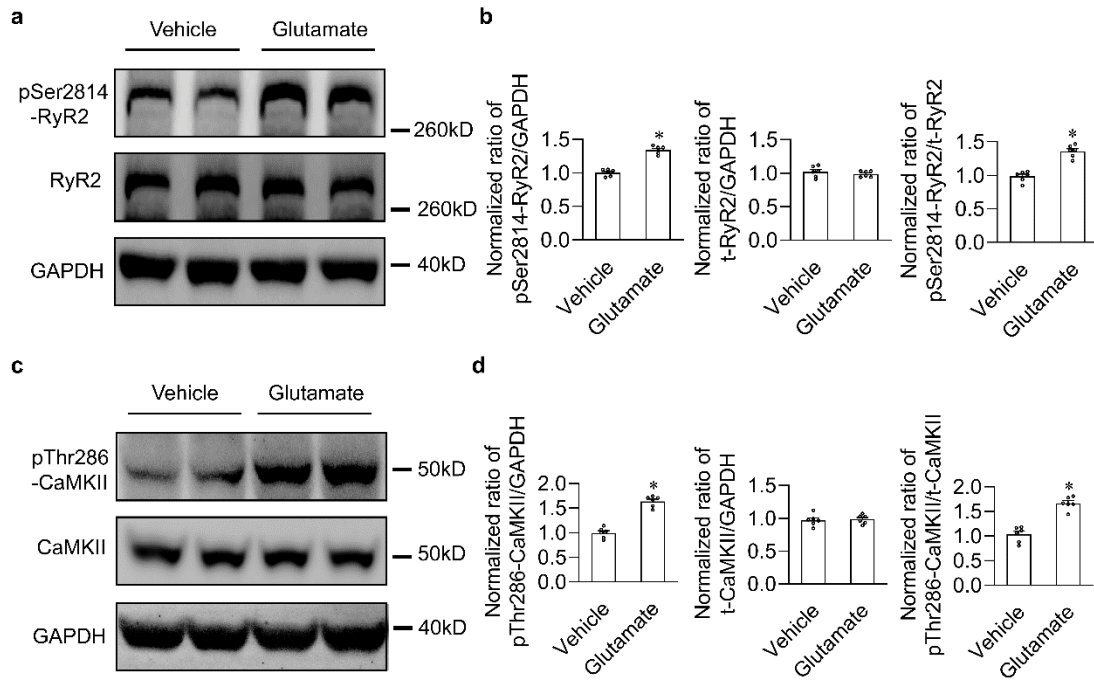 a
Vehicle Glutamate
pSer2814
-RyR2
260kD
RyR2
260kD
GAPDH
40kD
b
Normalized ratio of
pSer2814-RyR2/GAPDH
1.5
1.0
0.5
0.0
*
Vehicle
Glutamate
Normalized ratio of
t-RyR2/GAPDH
1.5
1.0
0.5
0.0
Vehicle
Glutamate
Normalized ratio of
pSer2814-RyR2/t-RyR2
1.5
1.0
0.5
0.0
*
Vehicle
Glutamate
c
Vehicle Glutamate
pThr286
-CaMKII
50kD
CaMKII
50kD
GAPDH
40kD
d
Normalized ratio of
pThr286-CaMKII/GAPDH
2.0
1.5
1.0
0.5
0.0
*
Vehicle
Glutamate
Normalized ratio of
t-CaMKII/GAPDH
1.5
1.0
0.5
0.0
Vehicle
Glutamate
Normalized ratio of
pThr286-CaMKII/t-CaMKII
2.0
1.5
1.0
0.5
0.0
*
Vehicle
Glutamate